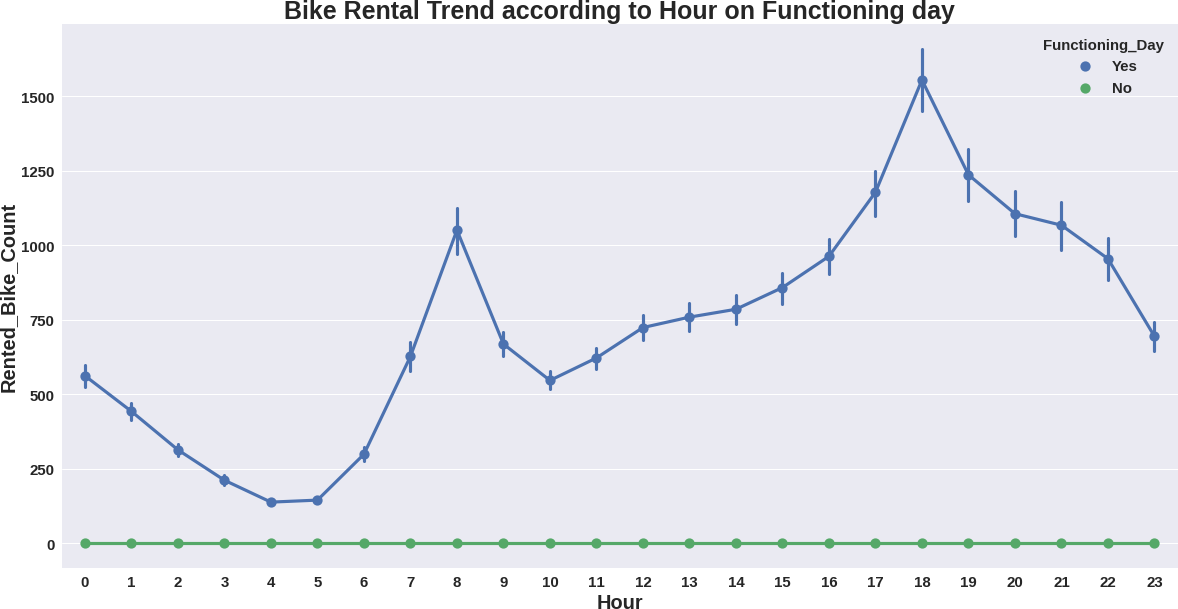 Bike Rental Trend according to Hour on Functioning day
Functioning_Day
Yes
No
Rented_Bike_Count
1500
1250
1000
750
500
250
0
0 1 2 3 4 5 6 7 8 9 10 11 12 13 14 15 16 17 18 19 20 21 22 23
Hour